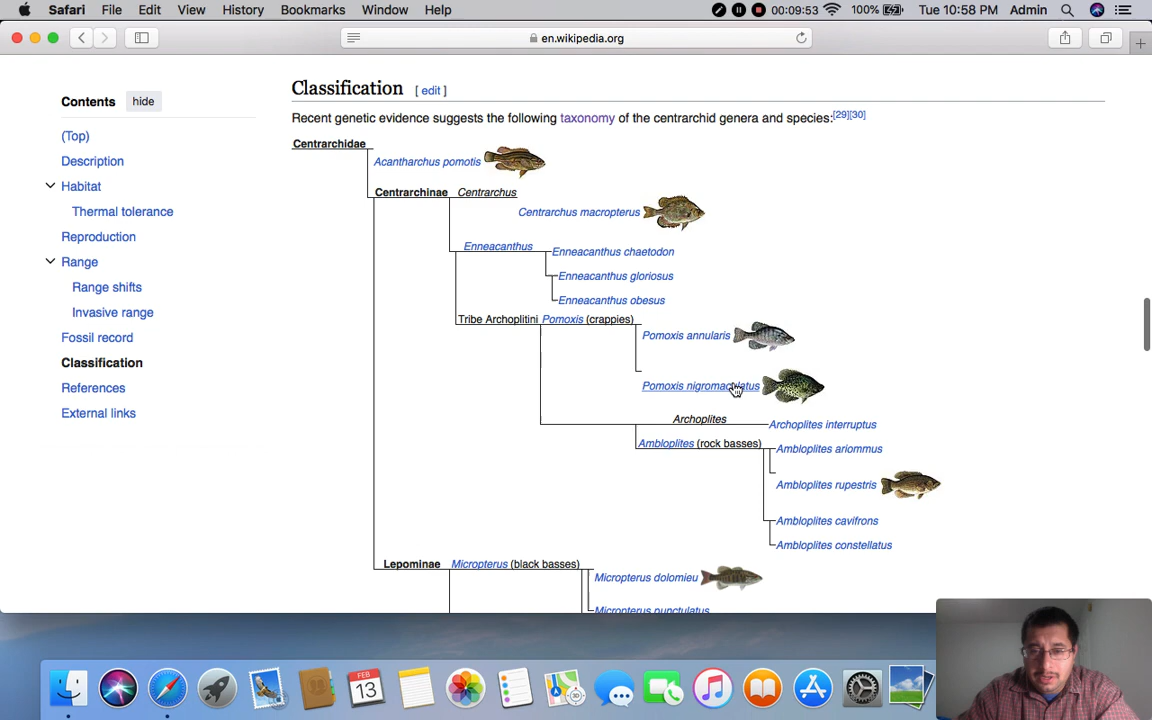 Safari File Edit View History Bookmarks Window Help 00:09:53 100% Tue 10:58 PM Admin
en.wikipedia.org
Contents hide
(Top)
Description
Habitat
Thermal tolerance
Reproduction
Range
Range shifts
Invasive range
Fossil record
Classification
References
External links
Classification [ edit ]
Recent genetic evidence suggests the following taxonomy of the centrarchid genera and species:[29][30]
Centrarchidae
Acantharchus pomotis
Centrarchinae Centrarchus
Centrarchus macropterus
Enneacanthus Enneacanthus chaetodon
Enneacanthus gloriosus
Enneacanthus obesus
Tribe Archoplitini Pomoxis (crappies)
Pomoxis annularis
Pomoxis nigromaculatus
Archoplites Archoplites interruptus
Ambloplites (rock basses) Ambloplites ariommus
Ambloplites rupestris
Ambloplites cavifrons
Ambloplites constellatus
Lepominae Micropterus (black basses)
Micropterus dolomieu
Micropterus punctulatus
13
3D